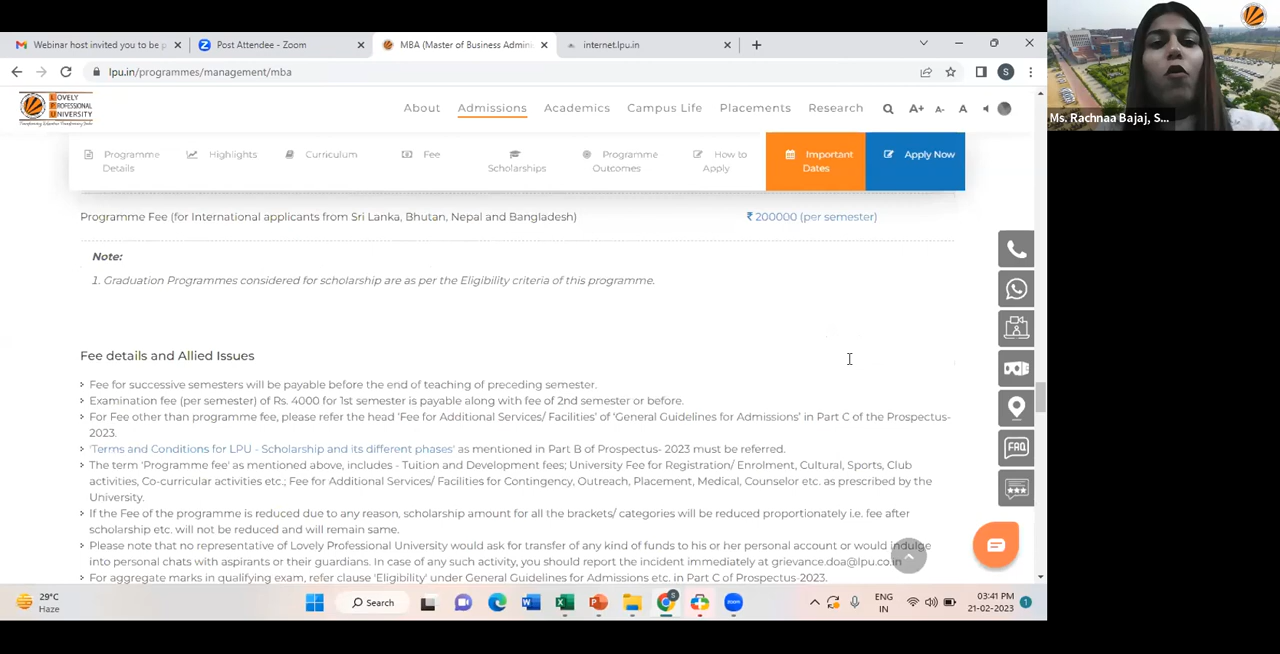 Webinar host invited you to be p
Post Attendee - Zoom
MBA (Master of Business Admin
internet.lpu.in
lpu.in/programmes/management/mba
S
LOVELY
PROFESSIONAL
UNIVERSITY
Transforming Education Transforming India
About
Admissions
Academics
Campus Life
Placements
Research
A+
A-
A
Programme Details
Highlights
Curriculum
Fee
Scholarships
Programme Outcomes
How to Apply
Important Dates
Apply Now
Ms. Rachnaa Bajaj, S...
Programme Fee (for International applicants from Sri Lanka, Bhutan, Nepal and Bangladesh) ₹ 200000 (per semester)
Note:
1. Graduation Programmes considered for scholarship are as per the Eligibility criteria of this programme.
Fee details and Allied Issues
Fee for successive semesters will be payable before the end of teaching of preceding semester.
Examination fee (per semester) of Rs. 4000 for 1st semester is payable along with fee of 2nd semester or before.
For Fee other than programme fee, please refer the head 'Fee for Additional Services/ Facilities' of 'General Guidelines for Admissions' in Part C of the Prospectus-
2023.
'Terms and Conditions for LPU - Scholarship and its different phases' as mentioned in Part B of Prospectus- 2023 must be referred.
The term 'Programme fee' as mentioned above, includes - Tuition and Development fees; University Fee for Registration/ Enrolment, Cultural, Sports, Club
activities, Co-curricular activities etc.; Fee for Additional Services/ Facilities for Contingency, Outreach, Placement, Medical, Counselor etc. as prescribed by the
University.
If the Fee of the programme is reduced due to any reason, scholarship amount for all the brackets/ categories will be reduced proportionately i.e. fee after
scholarship etc. will not be reduced and will remain same.
Please note that no representative of Lovely Professional University would ask for transfer of any kind of funds to his or her personal account or would indulge
into personal chats with aspirants or their guardians. In case of any such activity, you should report the incident immediately at grievance.doa@lpu.co.in
For aggregate marks in qualifying exam, refer clause 'Eligibility' under General Guidelines for Admissions etc. in Part C of Prospectus-2023.
FAQ
29°C
Haze
Search
zoom
ENG
IN
03:41 PM
21-02-2023
1